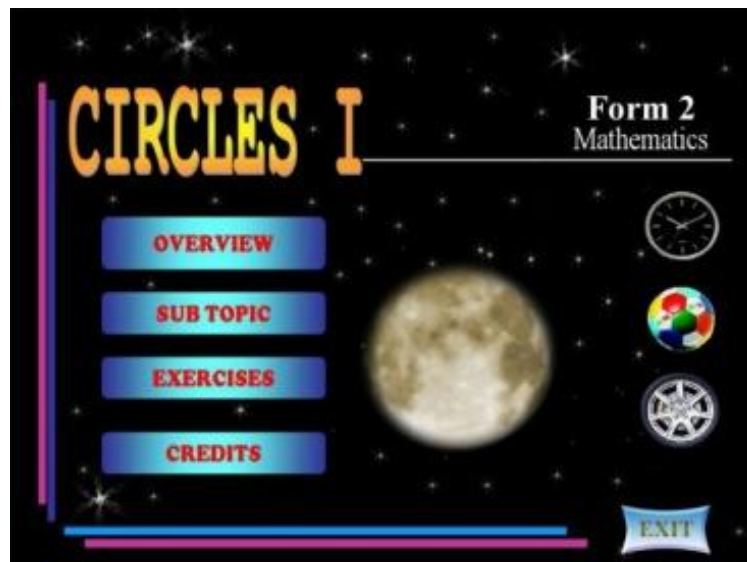 CIRCLES I
Form 2
Mathematics
OVERVIEW
SUB TOPIC
EXERCISES
CREDITS
EXIT